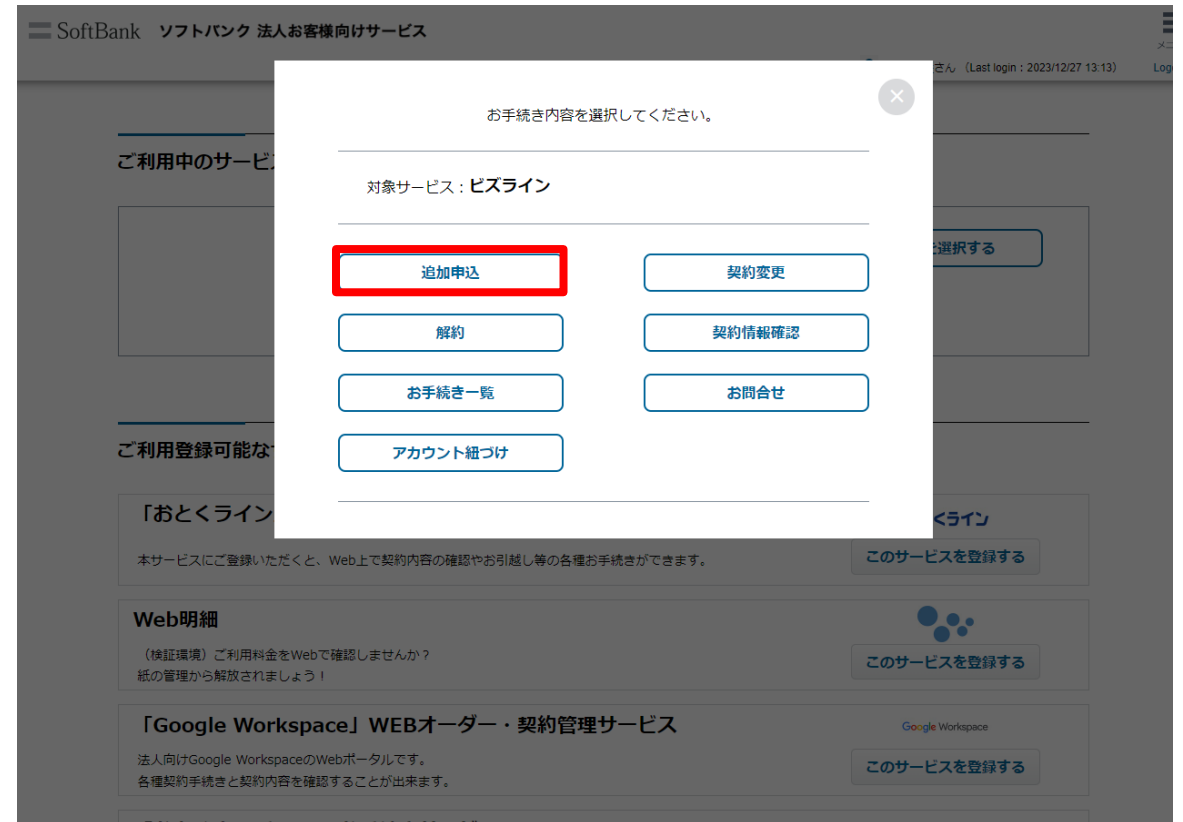 SoftBank ソフトバンク 法人お客様向けサービス
メニ
さん (Last login : 2023/12/27 13:13)
Log
お手続き内容を選択してください。
ご利用中のサービ
対象サービス : ビズライン
選択する
追加申込
契約変更
解約
契約情報確認
お手続き一覧
お問合せ
ご利用登録可能な
アカウント紐づけ
「おとくライン
くライン
本サービスにご登録いただくと、Web上で契約内容の確認やお引越し等の各種お手続きができます。
このサービスを登録する
Web明細
(検証環境) ご利用料金をWebで確認しませんか?
紙の管理から解放されましょう!
このサービスを登録する
「Google Workspace」WEBオーダー・契約管理サービス
Google Workspace
法人向けGoogle WorkspaceのWebポータルです。
各種契約手続きと契約内容を確認することが出来ます。
このサービスを登録する